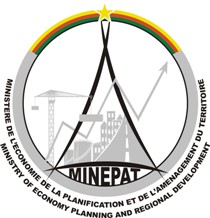 MINEPAT
MINISTERE DE L'ECONOMIE DE LA PLANIFICATION ET DE L'AMENAGEMENT DU TERRITOIRE
MINISTRY OF ECONOMY PLANNING AND REGIONAL DEVELOPMENT